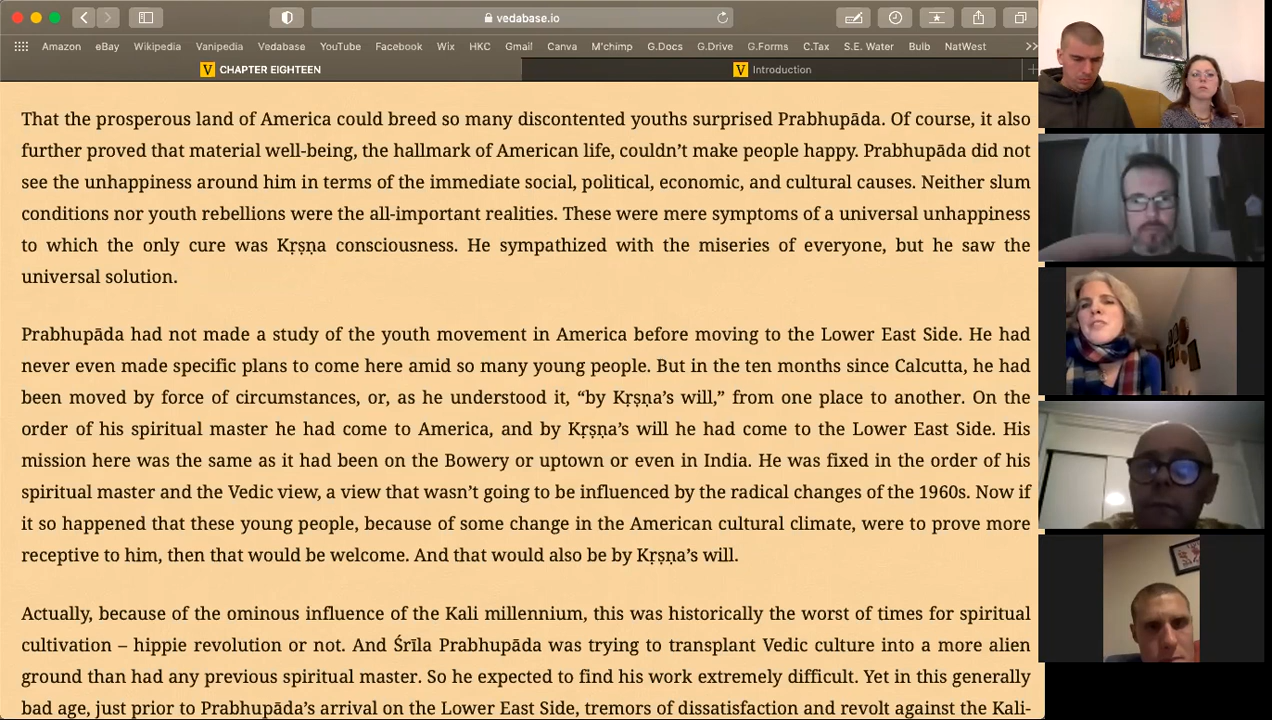 vedabase.io
Amazon eBay Wikipedia Vanipedia Vedabase YouTube Facebook Wix HKC Gmail Canva M'chimp G.Docs G.Drive G.Forms C.Tax S.E. Water Bulb NatWest >>
V CHAPTER EIGHTEEN V Introduction +
That the prosperous land of America could breed so many discontented youths surprised Prabhupāda. Of course, it also
further proved that material well-being, the hallmark of American life, couldn’t make people happy. Prabhupāda did not
see the unhappiness around him in terms of the immediate social, political, economic, and cultural causes. Neither slum
conditions nor youth rebellions were the all-important realities. These were mere symptoms of a universal unhappiness
to which the only cure was Kṛṣṇa consciousness. He sympathized with the miseries of everyone, but he saw the
universal solution.
Prabhupāda had not made a study of the youth movement in America before moving to the Lower East Side. He had
never even made specific plans to come here amid so many young people. But in the ten months since Calcutta, he had
been moved by force of circumstances, or, as he understood it, “by Kṛṣṇa’s will,” from one place to another. On the
order of his spiritual master he had come to America, and by Kṛṣṇa’s will he had come to the Lower East Side. His
mission here was the same as it had been on the Bowery or uptown or even in India. He was fixed in the order of his
spiritual master and the Vedic view, a view that wasn’t going to be influenced by the radical changes of the 1960s. Now if
it so happened that these young people, because of some change in the American cultural climate, were to prove more
receptive to him, then that would be welcome. And that would also be by Kṛṣṇa’s will.
Actually, because of the ominous influence of the Kali millennium, this was historically the worst of times for spiritual
cultivation – hippie revolution or not. And Śrīla Prabhupāda was trying to transplant Vedic culture into a more alien
ground than had any previous spiritual master. So he expected to find his work extremely difficult. Yet in this generally
bad age, just prior to Prabhupāda’s arrival on the Lower East Side, tremors of dissatisfaction and revolt against the Kali-